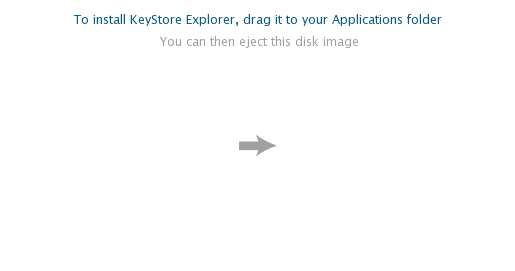 To install KeyStore Explorer, drag it to your Applications folder
You can then eject this disk image